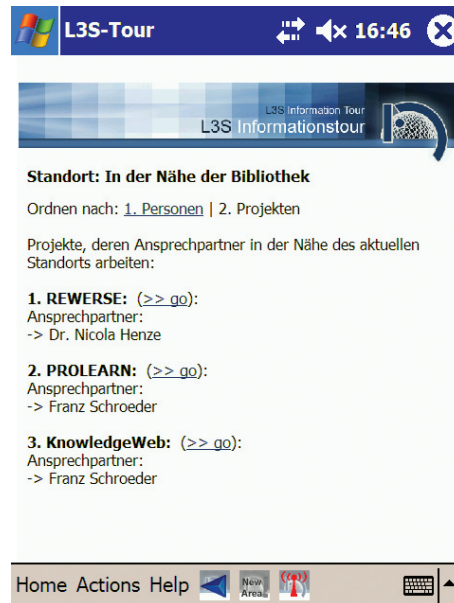 L3S-Tour 16:46
L3S Information Tour
L3S Informationstour
Standort: In der Nähe der Bibliothek
Ordnen nach: 1. Personen | 2. Projekten
Projekte, deren Ansprechpartner in der Nähe des aktuellen
Standorts arbeiten:
1. REWERSE: (>> go):
Ansprechpartner:
-> Dr. Nicola Henze
2. PROLEARN: (>> go):
Ansprechpartner:
-> Franz Schroeder
3. KnowledgeWeb: (>> go):
Ansprechpartner:
-> Franz Schroeder
Home Actions Help New
Area